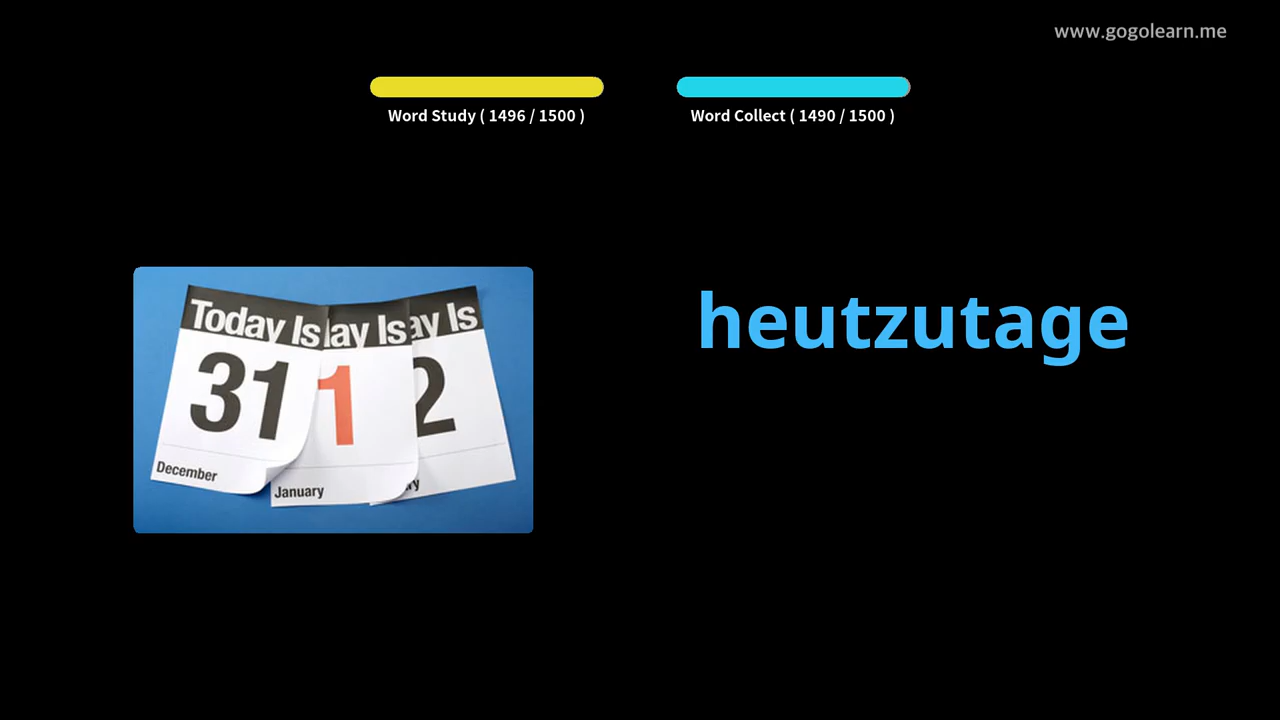 www.gogolearn.me
Word Study ( 1496 / 1500 )
Word Collect ( 1490 / 1500 )
heutzutage
Today Is
31
December
ay Is
1
January
ay Is
2
ry